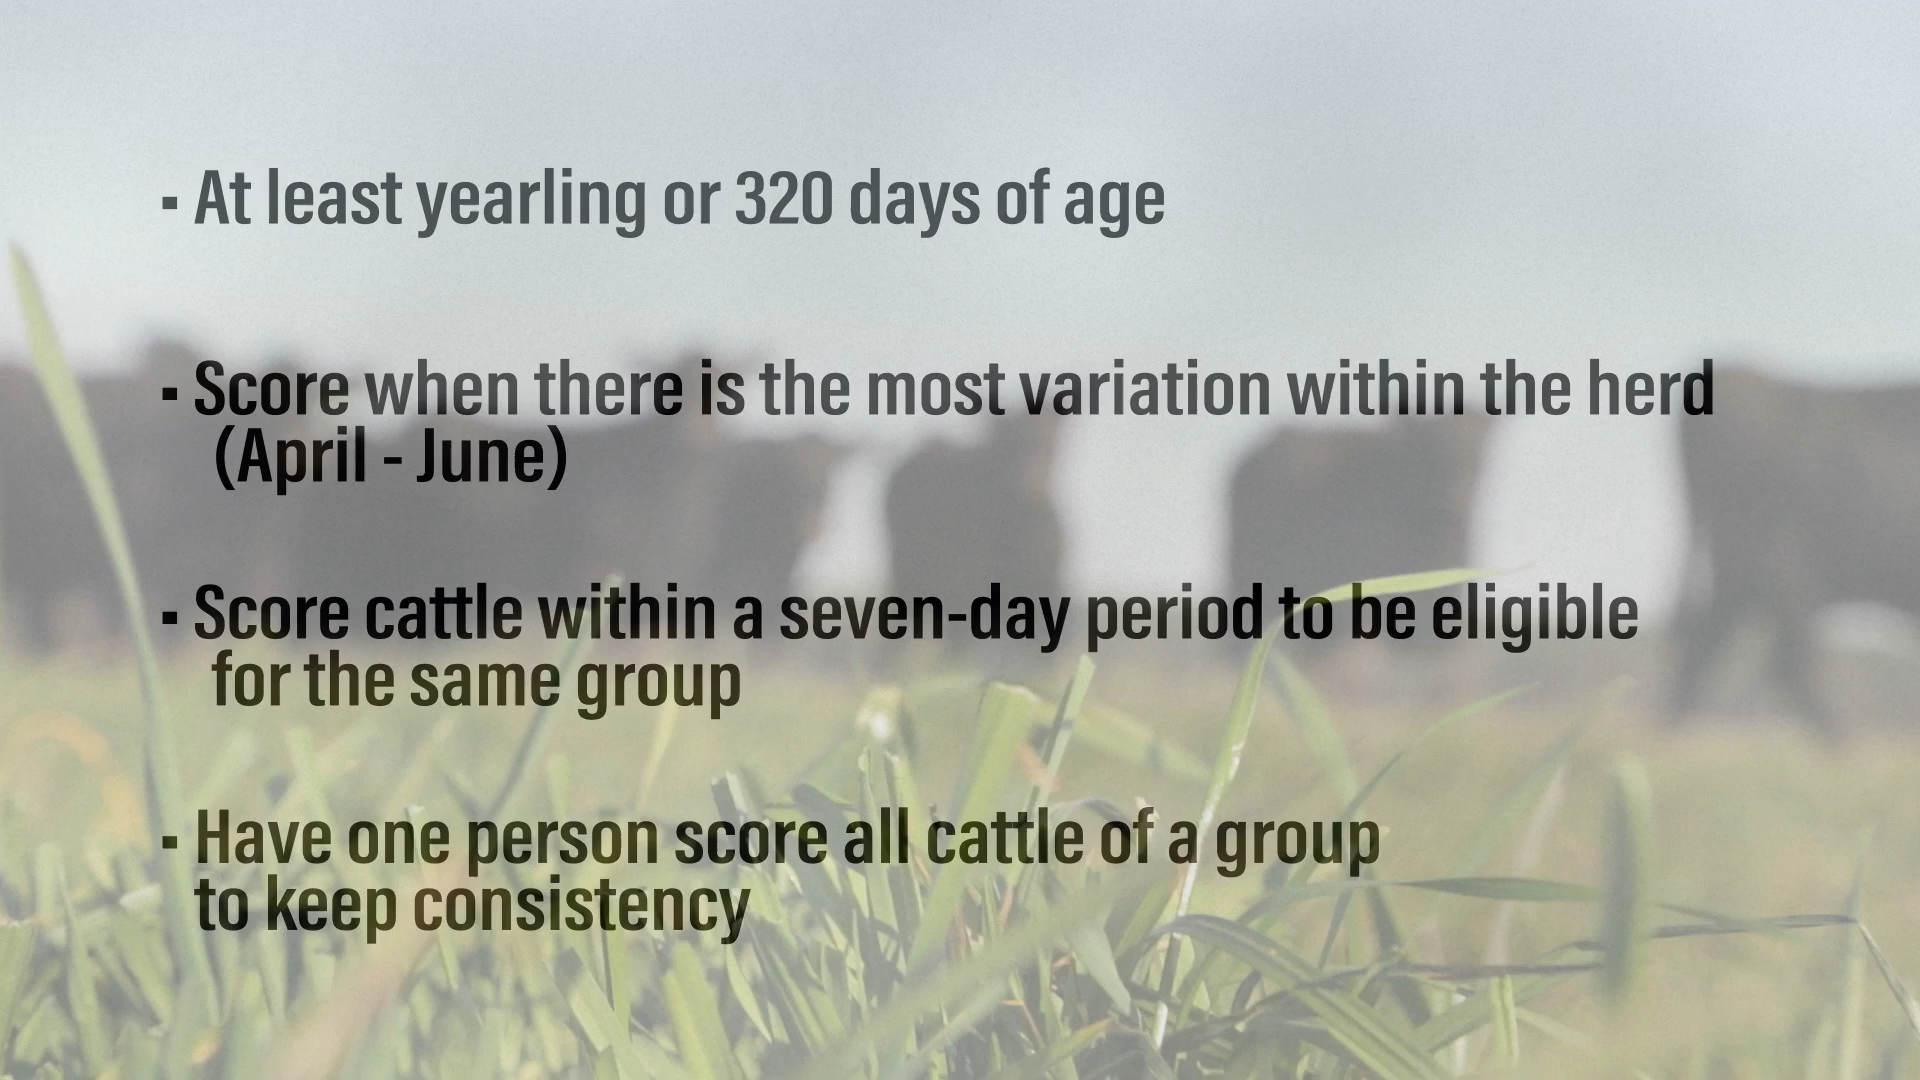 - At least yearling or 320 days of age
- Score when there is the most variation within the herd
(April - June)
- Score cattle within a seven-day period to be eligible
for the same group
- Have one person score all cattle of a group
to keep consistency